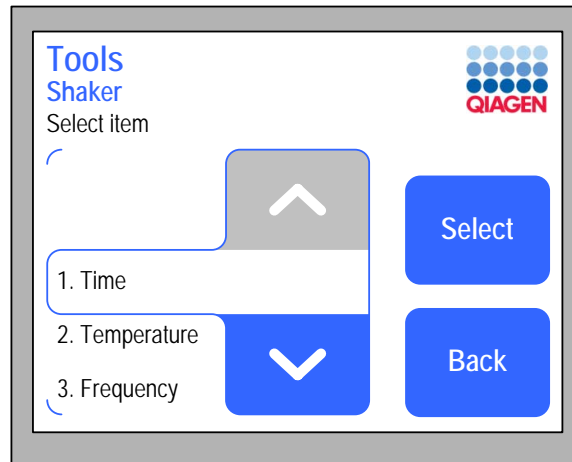 Tools
Shaker
Select item
QIAGEN
Select
1. Time
2. Temperature
3. Frequency
Back